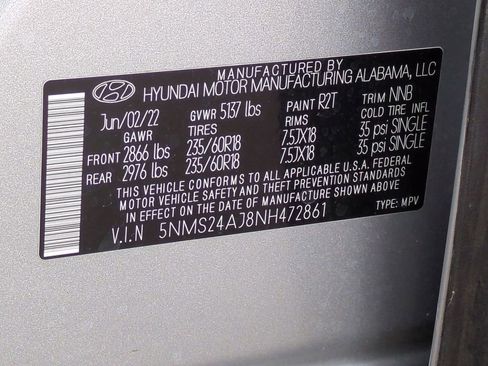 MANUFACTURED BY
HYUNDAI MOTOR MANUFACTURING ALABAMA, LLC
Jun/02/22 GVWR 5137 lbs PAINT R2T TRIM NNB
GAWR TIRES RIMS COLD TIRE INFL
FRONT 2866 lbs 235/60R18 7.5JX18 35 psi SINGLE
REAR 2976 lbs 235/60R18 7.5JX18 35 psi SINGLE
THIS VEHICLE CONFORMS TO ALL APPLICABLE U.S.A. FEDERAL
MOTOR VEHICLE SAFETY AND THEFT PREVENTION STANDARDS
IN EFFECT ON THE DATE OF MANUFACTURE SHOWN ABOVE.
V.I.N 5NMS24AJ8NH472861 TYPE: MPV